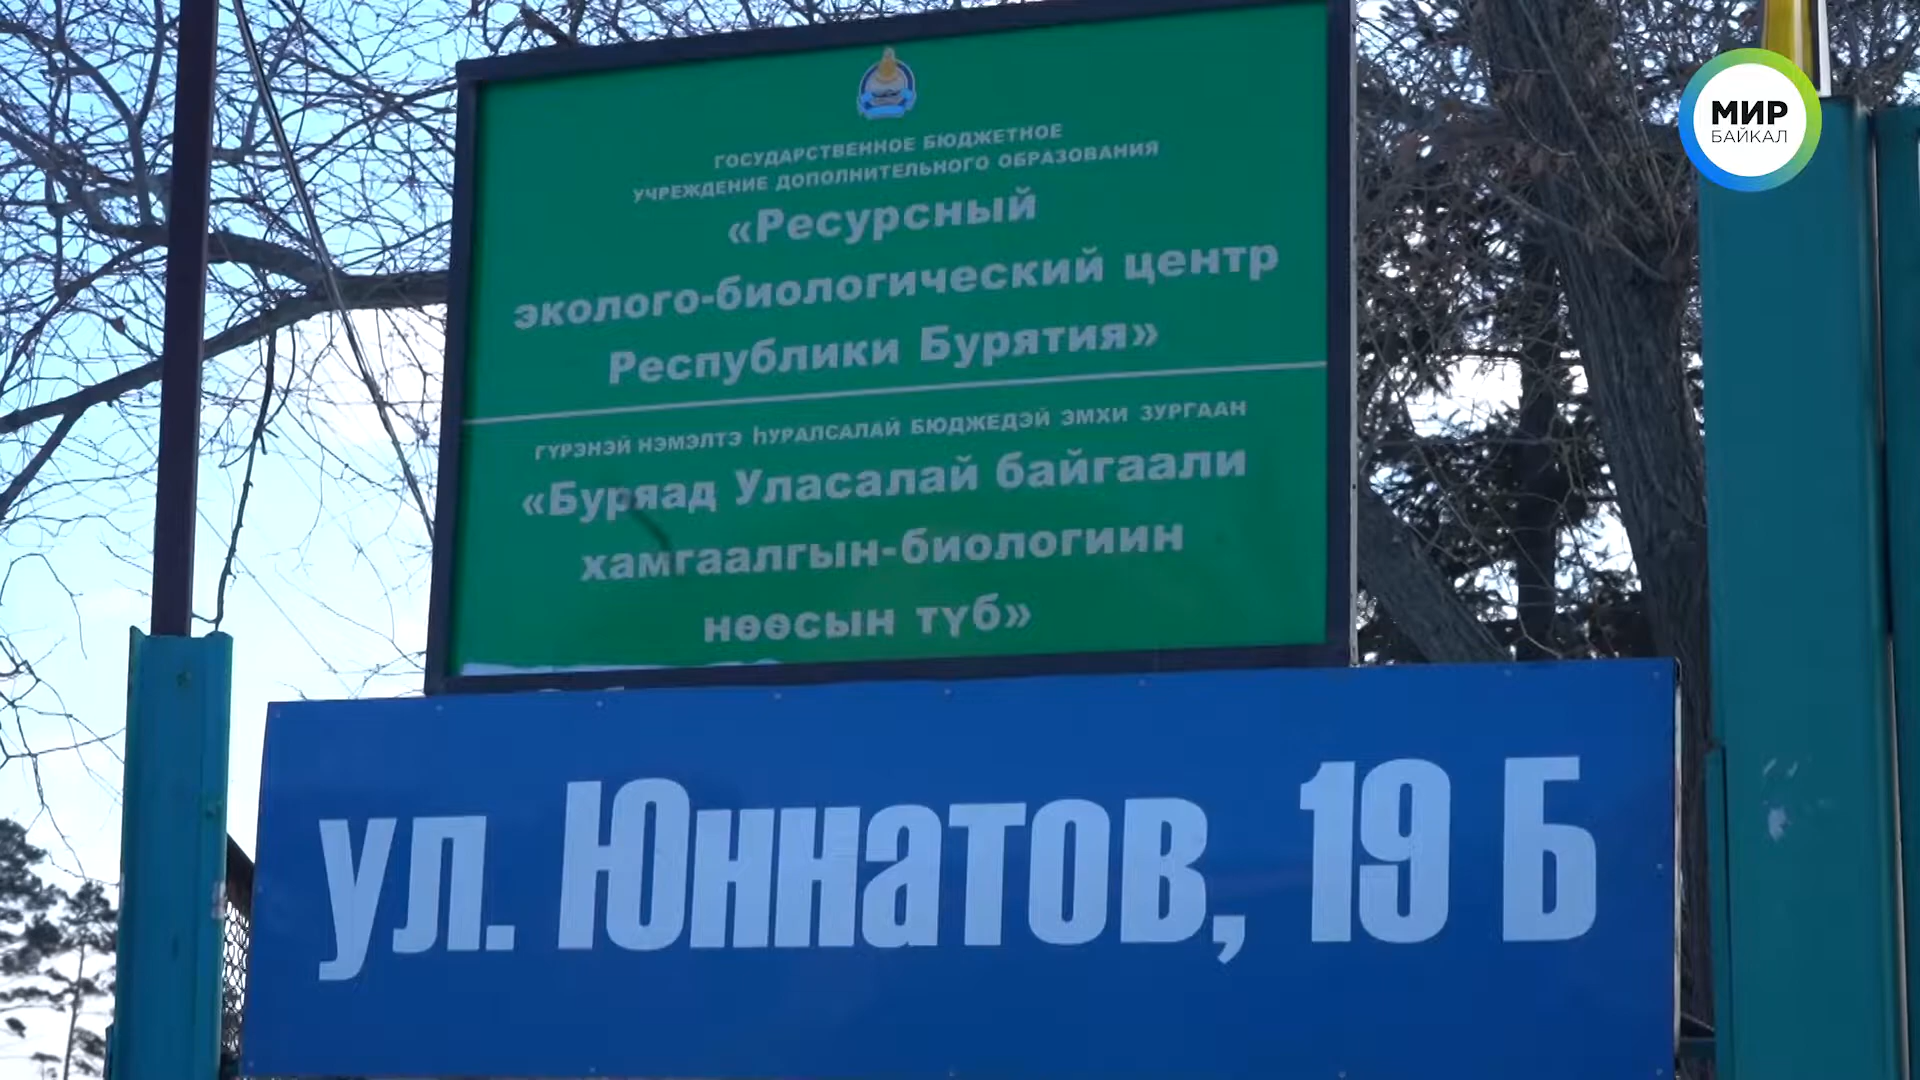 МИР
БАЙКАЛ
ГОСУДАРСТВЕННОЕ БЮДЖЕТНОЕ
УЧРЕЖДЕНИЕ ДОПОЛНИТЕЛЬНОГО ОБРАЗОВАНИЯ
«Ресурсный
эколого-биологический центр
Республики Бурятия»
ГҮРЭНЭЙ НЭМЭЛТЭ ҺУРАЛСАЛАЙ БЮДЖЕДЭЙ ЭМХИ ЗУРГААН
«Буряад Уласалай байгаали
хамгаалгын-биологиин
нөөсын түб»
ул. Юннатов, 19 Б